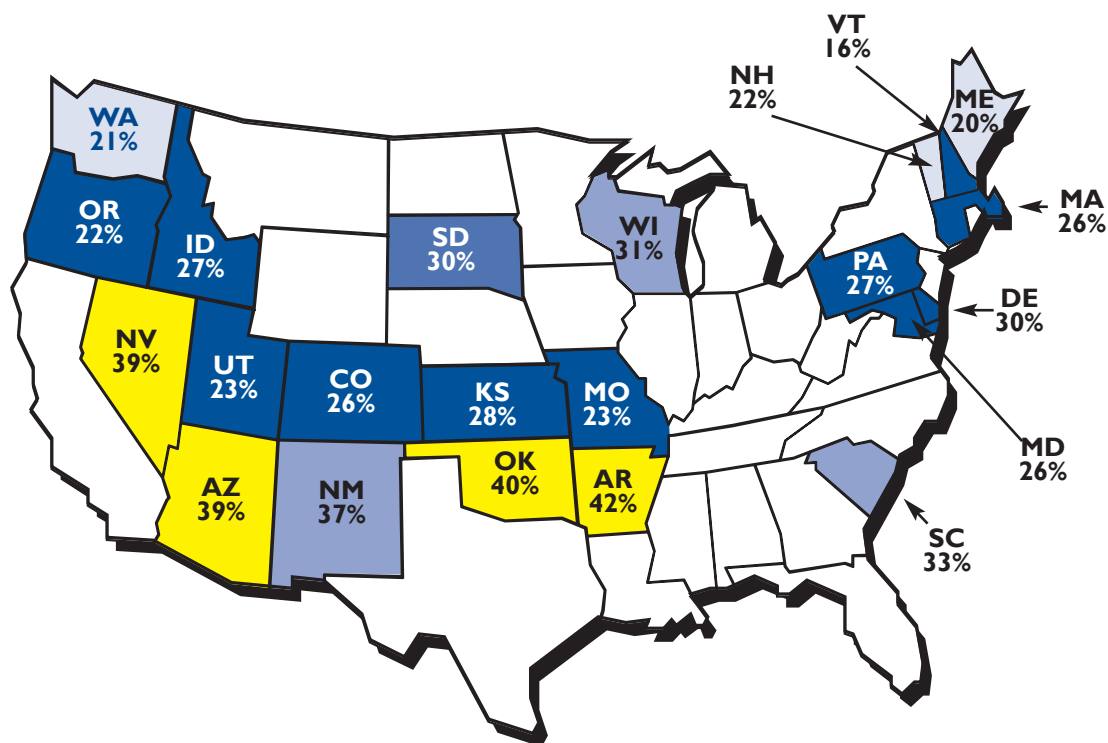 VT
16%
NH
22%
ME
20%
WA
21%
MA
26%
OR
22%
ID
27%
SD
30%
WI
31%
PA
27%
DE
30%
NV
39%
UT
23%
CO
26%
KS
28%
MO
23%
MD
26%
AZ
39%
NM
37%
OK
40%
AR
42%
SC
33%